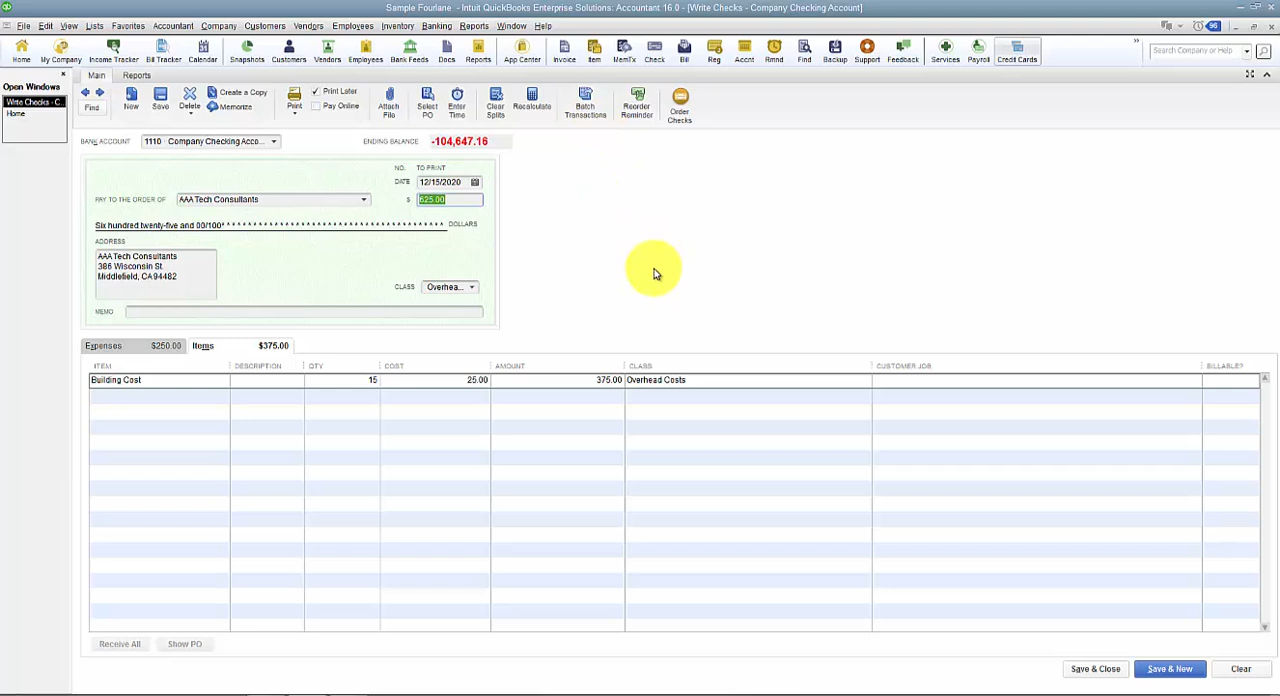 Sample Fourlane - Intuit QuickBooks Enterprise Solutions: Accountant 16.0 - [Write Checks - Company Checking Account]
File Edit View Lists Favorites Accountant Company Customers Vendors Employees Inventory Banking Reports Window Help 96
Home My Company Income Tracker Bill Tracker Calendar Snapshots Customers Vendors Employees Bank Feeds Docs Reports App Center Invoice Item MemTx Check Bill Reg Accnt Rmnd Find Backup Support Feedback Services Payroll Credit Cards » Search Company or Help
Open Windows
Write Checks - C...
Home
Main Reports
Find New Save Delete Create a Copy Memorize Print Print Later Pay Online Attach File Select PO Enter Time Clear Splits Recalculate Batch Transactions Reorder Reminder Order Checks
BANK ACCOUNT 1110 · Company Checking Acco... ENDING BALANCE -104,647.16
NO. TO PRINT
DATE 12/15/2020
PAY TO THE ORDER OF AAA Tech Consultants $ 625.00
Six hundred twenty-five and 00/100* * * * * * * * * * * * * * * * * * * * * * * * * * * * * * * * * * * * * DOLLARS
ADDRESS
AAA Tech Consultants
386 Wisconsin St.
Middlefield, CA 94482
CLASS Overhea...
MEMO
Expenses $250.00 Items $375.00
ITEM DESCRIPTION QTY COST AMOUNT CLASS CUSTOMER:JOB BILLABLE?
Building Cost 15 25.00 375.00 Overhead Costs
Receive All Show PO
Save & Close Save & New Clear